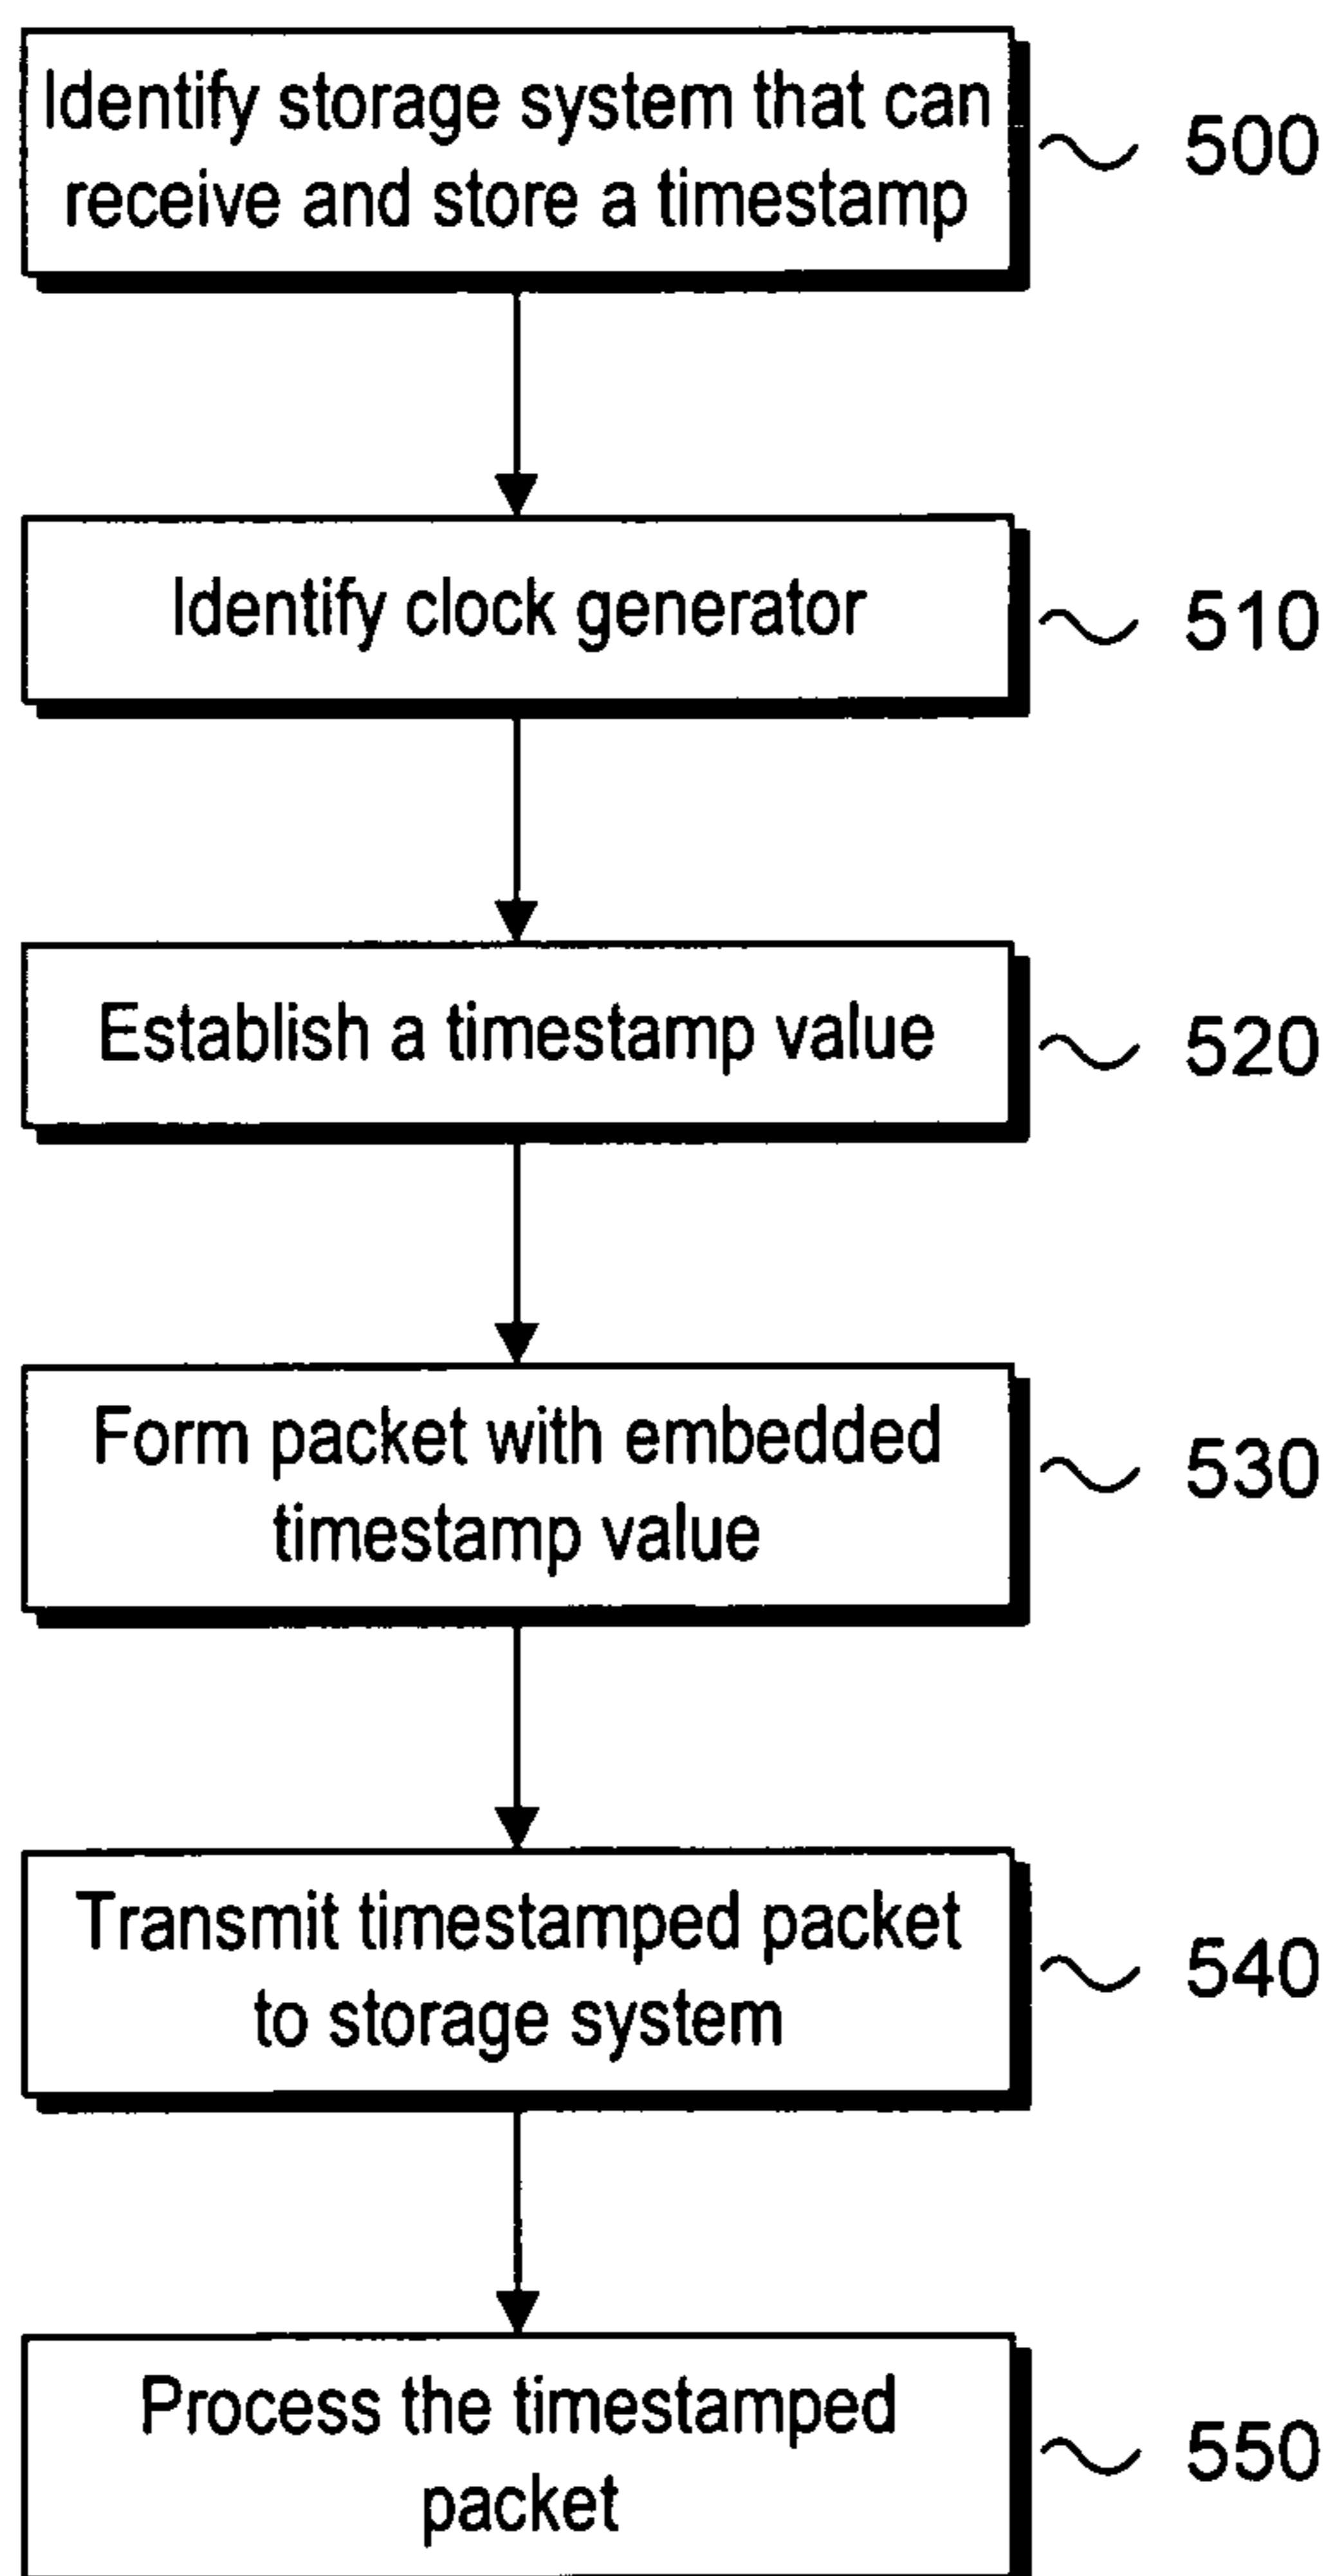 Identify storage system that can
receive and store a timestamp
500
Identify clock generator
510
Establish a timestamp value
520
Form packet with embedded
timestamp value
530
Transmit timestamped packet
to storage system
540
Process the timestamped
packet
550